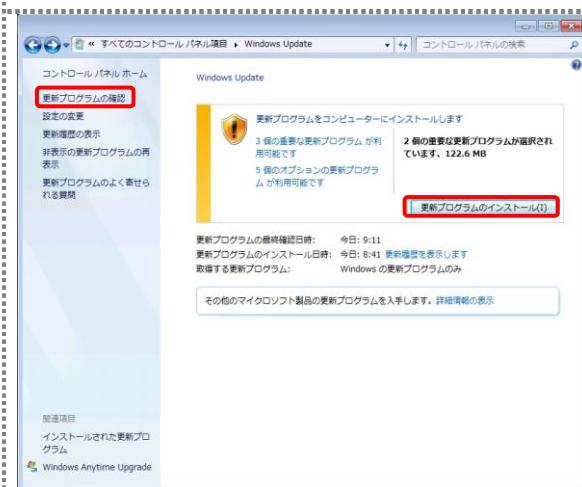 « すべてのコントロール パネル項目 ▸ Windows Update
コントロール パネルの検索
コントロール パネル ホーム
更新プログラムの確認
設定の変更
更新履歴の表示
非表示の更新プログラムの再
表示
更新プログラムのよく寄せら
れる質問
Windows Update
更新プログラムをコンピューターにインストールします
3 個の重要な更新プログラム が利
用可能です
5 個のオプションの更新プログラ
ム が利用可能です
2 個の重要な更新プログラムが選択され
ています、122.6 MB
更新プログラムのインストール(I)
更新プログラムの最終確認日時: 今日: 9:11
更新プログラムのインストール日時: 今日: 8:41 更新履歴を表示します
取得する更新プログラム: Windows の更新プログラムのみ
その他のマイクロソフト製品の更新プログラムを入手します。 詳細情報の表示
関連項目
インストールされた更新プロ
グラム
Windows Anytime Upgrade